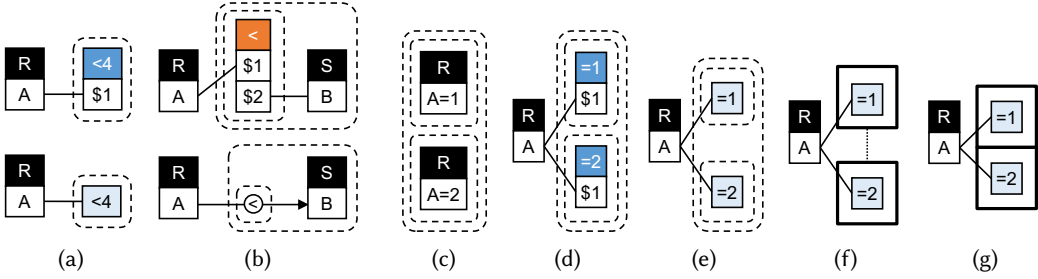 R
A
<4
$1
R
A
<4
(a)
R
A
<
$1
$2
S
B
R
A
<
S
B
(b)
R
A=1
R
A=2
(c)
R
A
=1
$1
=2
$1
(d)
R
A
=1
=2
(e)
R
A
=1
=2
(f)
R
A
=1
=2
(g)